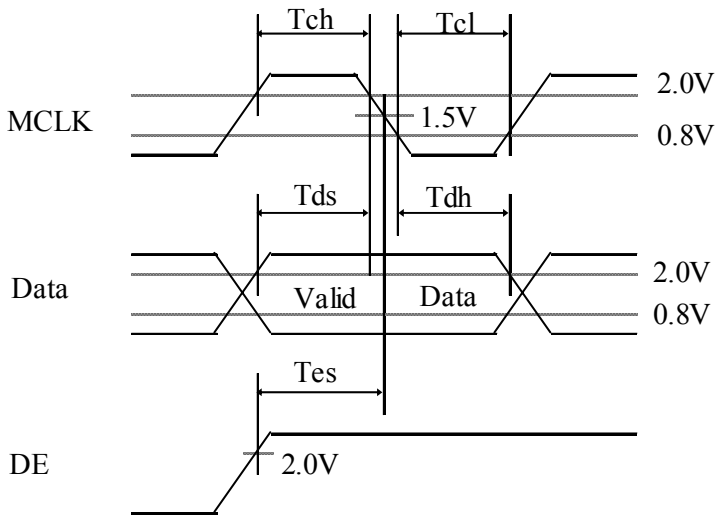 Tch
Tcl
2.0V
MCLK
1.5V
0.8V
Tds
Tdh
2.0V
Data
Valid
Data
0.8V
Tes
DE
2.0V